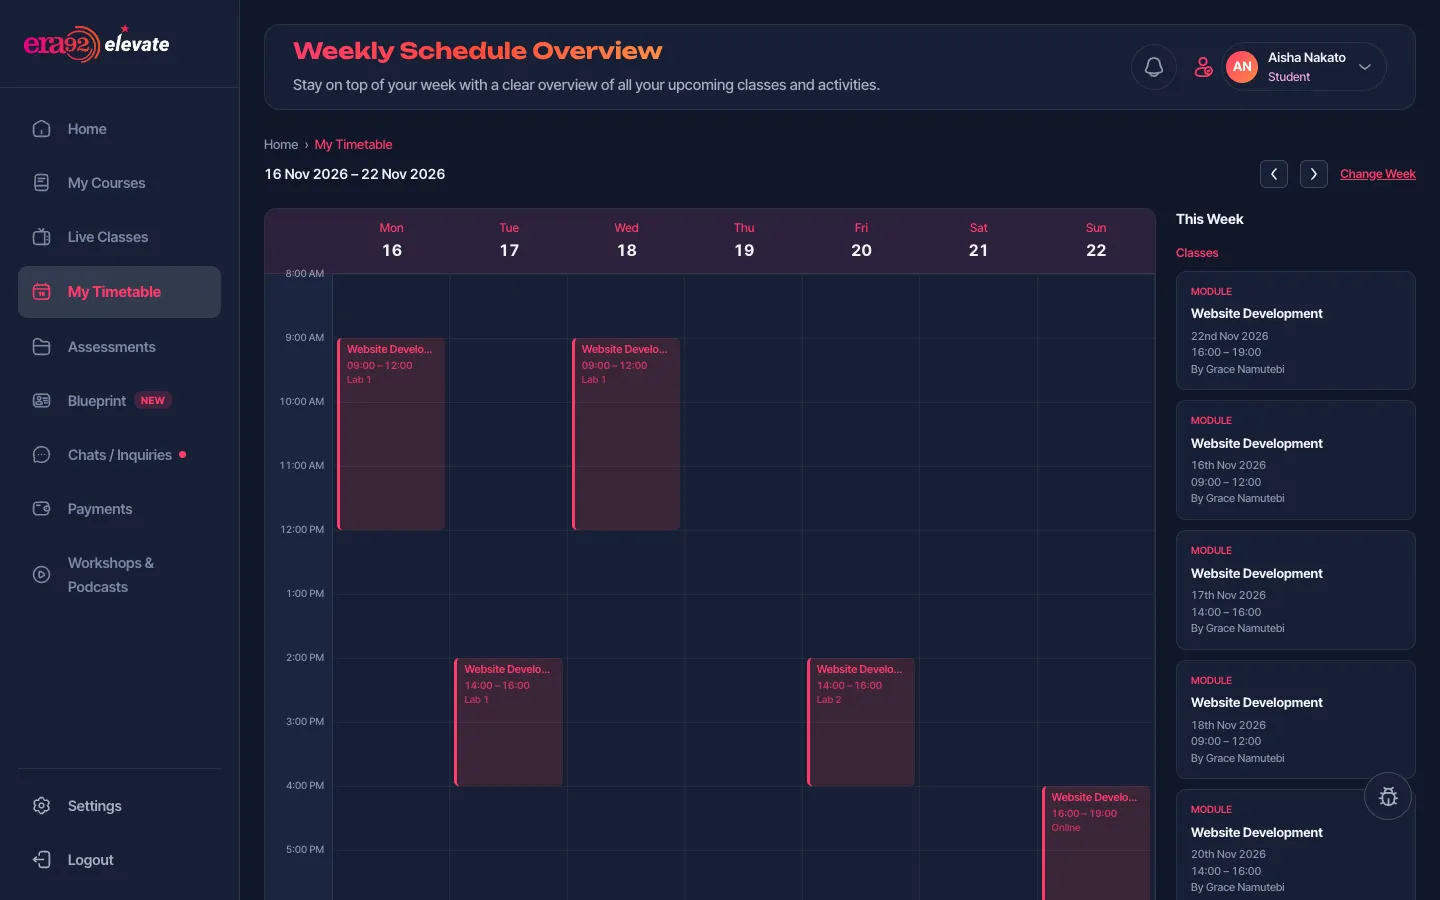 era92 elevate
Home
My Courses
Live Classes
My Timetable
Assessments
Blueprint NEW
Chats / Inquiries
Payments
Workshops &
Podcasts
Settings
Logout
Weekly Schedule Overview
Stay on top of your week with a clear overview of all your upcoming classes and activities.
AN
Aisha Nakato
Student
Home › My Timetable
16 Nov 2026 – 22 Nov 2026
Change Week
Mon Tue Wed Thu Fri Sat Sun
16 17 18 19 20 21 22
8:00 AM
9:00 AM
10:00 AM
11:00 AM
12:00 PM
1:00 PM
2:00 PM
3:00 PM
4:00 PM
5:00 PM
Website Develo...
09:00 – 12:00
Lab 1
Website Develo...
09:00 – 12:00
Lab 1
Website Develo...
14:00 – 16:00
Lab 1
Website Develo...
14:00 – 16:00
Lab 2
Website Develo...
16:00 – 19:00
Online
This Week
Classes
MODULE
Website Development
22nd Nov 2026
16:00 – 19:00
By Grace Namutebi
MODULE
Website Development
16th Nov 2026
09:00 – 12:00
By Grace Namutebi
MODULE
Website Development
17th Nov 2026
14:00 – 16:00
By Grace Namutebi
MODULE
Website Development
18th Nov 2026
09:00 – 12:00
By Grace Namutebi
MODULE
Website Development
20th Nov 2026
14:00 – 16:00
By Grace Namutebi